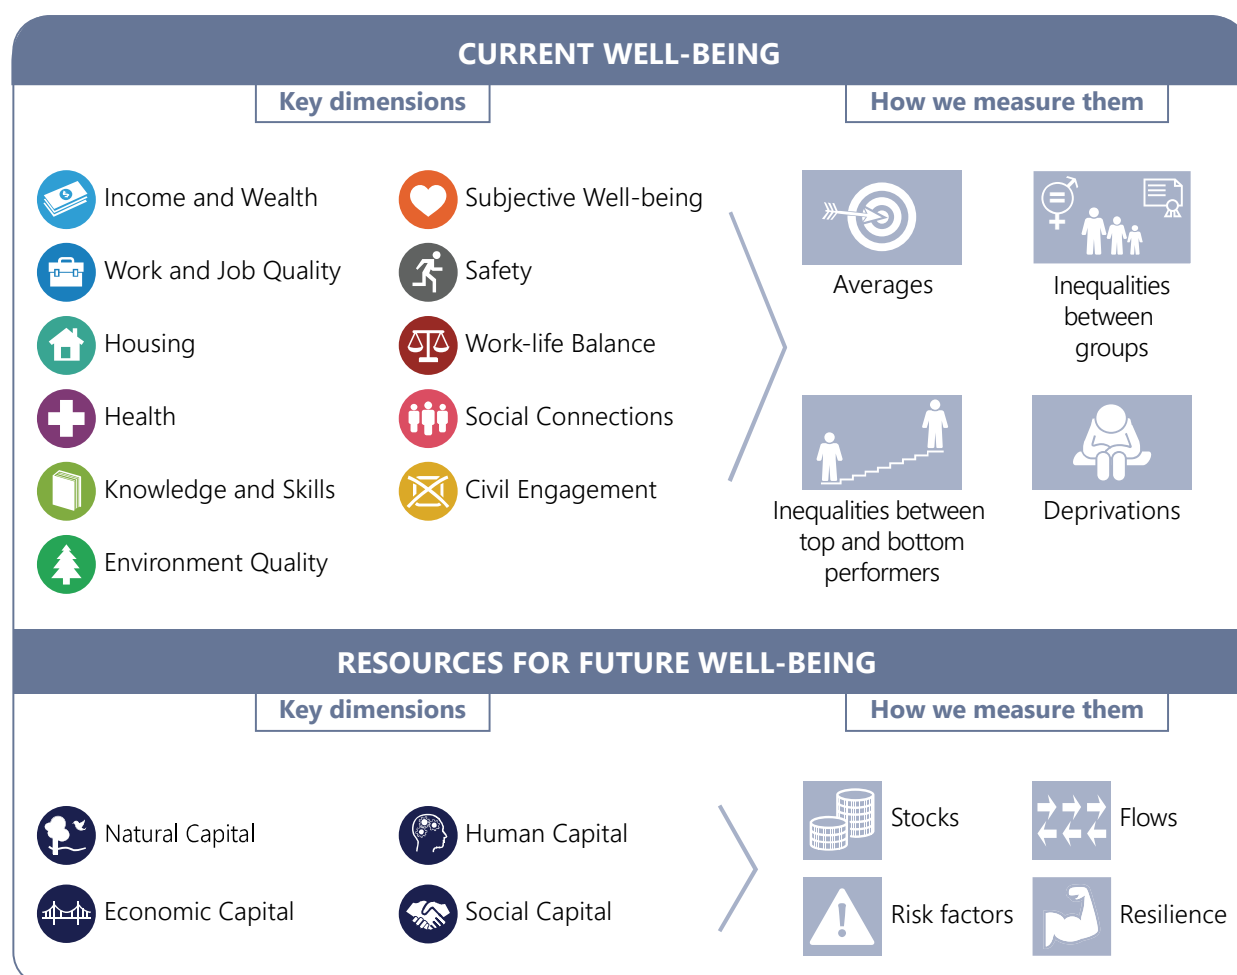 CURRENT WELL-BEING
Key dimensions
How we measure them
Income and Wealth
Subjective Well-being
Work and Job Quality
Safety
Housing
Work-life Balance
Health
Social Connections
Knowledge and Skills
Civil Engagement
Environment Quality
Averages
Inequalities
between
groups
Inequalities between
top and bottom
performers
Deprivations
RESOURCES FOR FUTURE WELL-BEING
Key dimensions
How we measure them
Natural Capital
Human Capital
Economic Capital
Social Capital
Stocks
Flows
Risk factors
Resilience